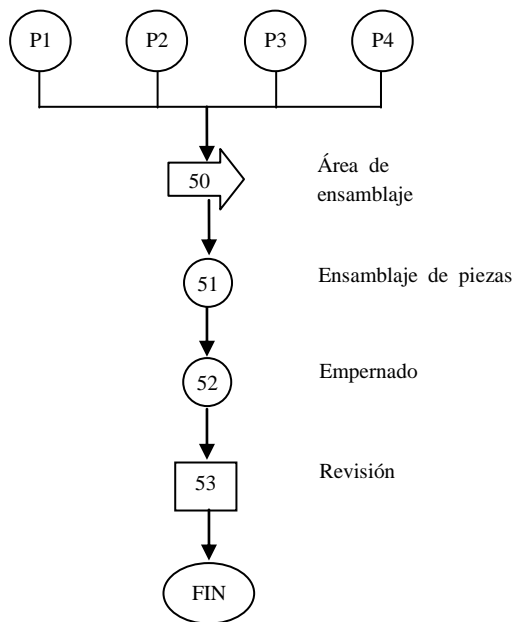 P1 P2 P3 P4
50 Área de
ensamblaje
51 Ensamblaje de piezas
52 Empernado
53 Revisión
FIN